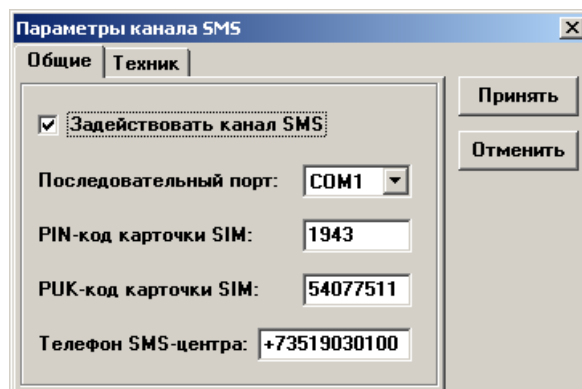 Параметры канала SMS
Общие Техник
Задействовать канал SMS
Последовательный порт: COM1
PIN-код карточки SIM: 1943
PUK-код карточки SIM: 54077511
Телефон SMS-центра: +73519030100
Принять
Отменить